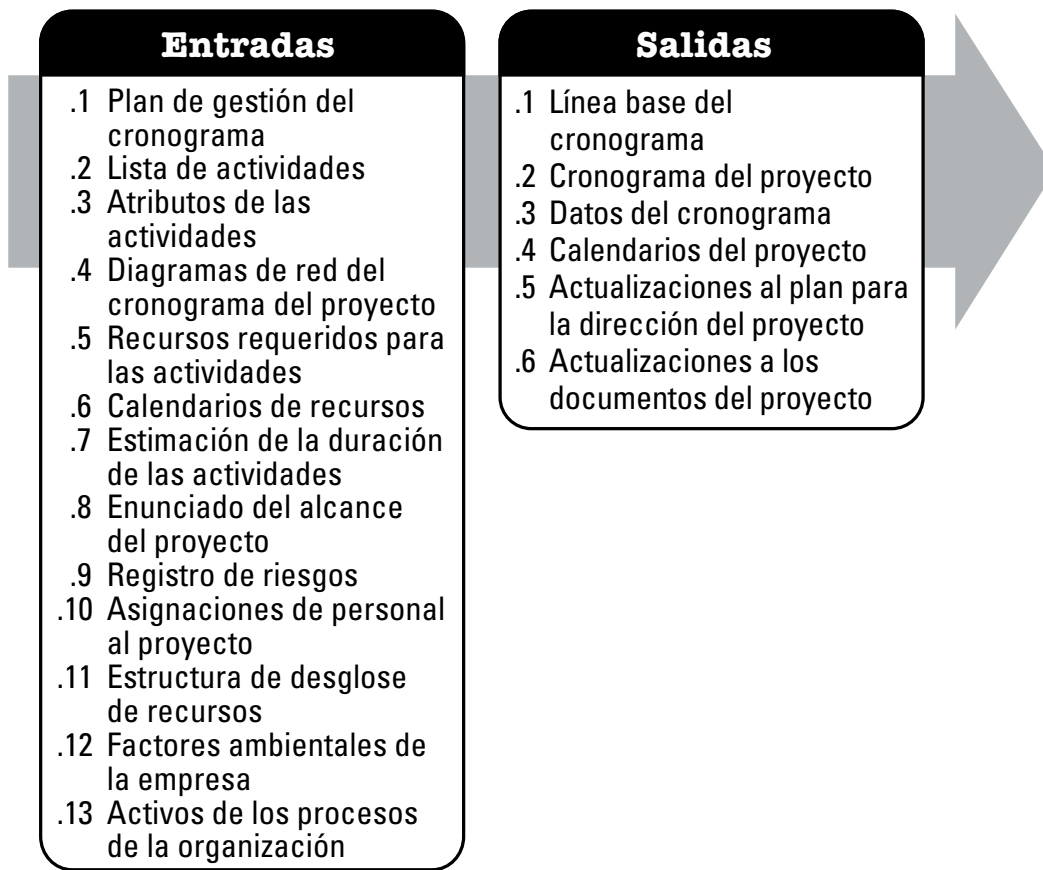 Entradas
.1 Plan de gestión del
cronograma
.2 Lista de actividades
.3 Atributos de las
actividades
.4 Diagramas de red del
cronograma del proyecto
.5 Recursos requeridos para
las actividades
.6 Calendarios de recursos
.7 Estimación de la duración
de las actividades
.8 Enunciado del alcance
del proyecto
.9 Registro de riesgos
.10 Asignaciones de personal
al proyecto
.11 Estructura de desglose
de recursos
.12 Factores ambientales de
la empresa
.13 Activos de los procesos
de la organización
Salidas
.1 Línea base del
cronograma
.2 Cronograma del proyecto
.3 Datos del cronograma
.4 Calendarios del proyecto
.5 Actualizaciones al plan para
la dirección del proyecto
.6 Actualizaciones a los
documentos del proyecto